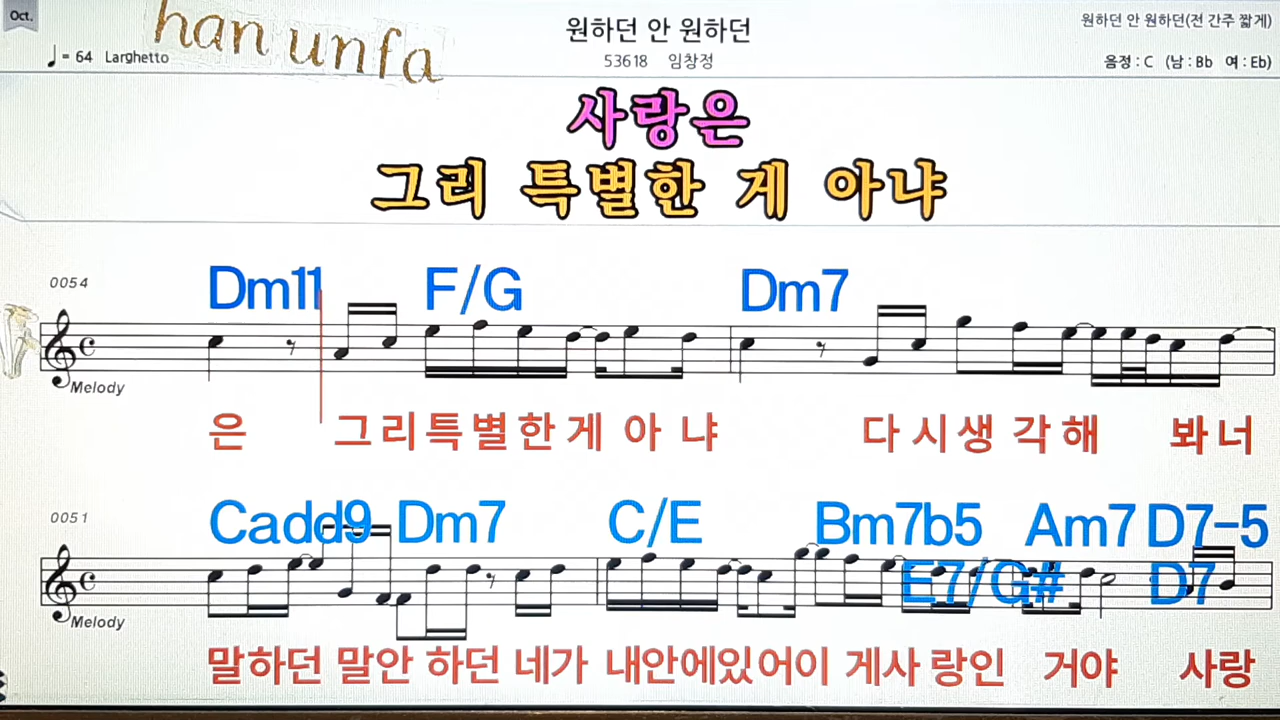 Oct.
han unfa
원하던 안 원하던
원하던 안 원하던(전 간주 짧게)
♩ = 64 Larghetto
53618 임창정
음정 : C (남 : Bb 여 : Eb)
사랑은
그리 특별한 게 아냐
0054
Dm11 F/G Dm7
Melody
은 그리특별한게 아 냐 다시생 각해 봐너
0051
Cadd9 Dm7 C/E Bm7b5 Am7 D7-5
E7/G# D7
Melody
말하던 말안 하던 네가 내안에있어이 게사 랑인 거야 사랑